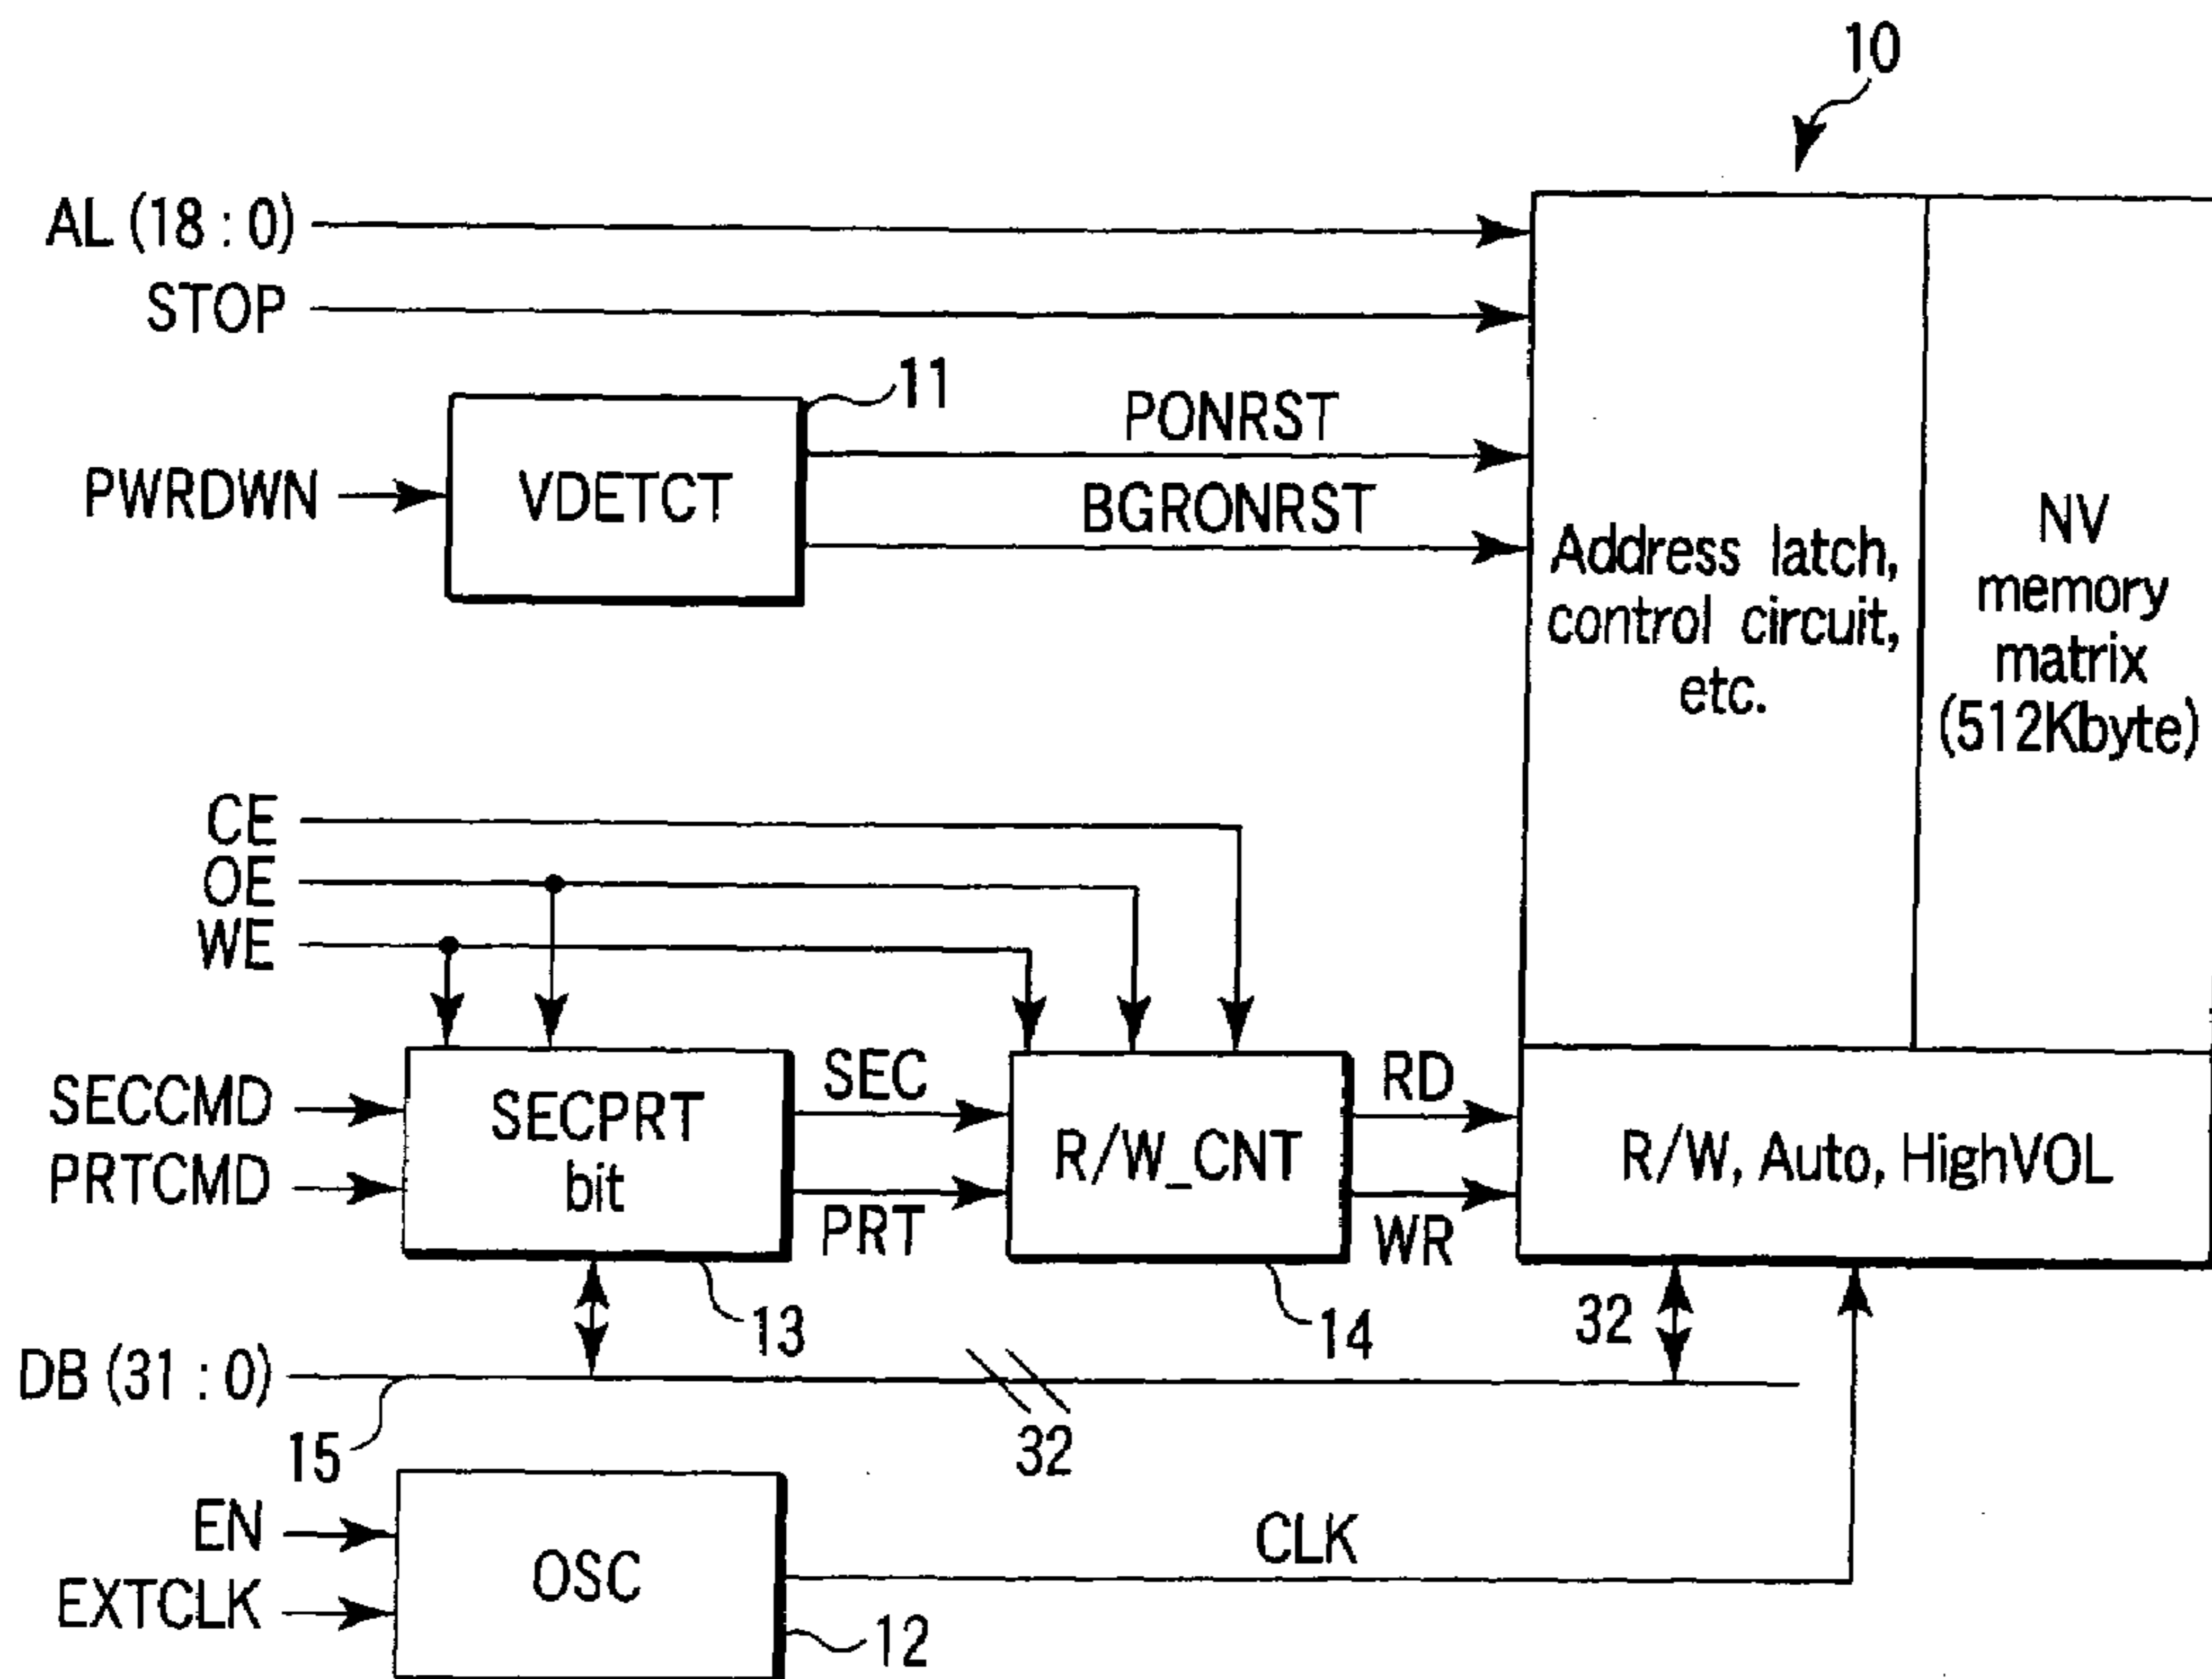 10
AL (18 : 0)
STOP
11
PONRST
PWRDWN
VDETCT
BGRONRST
Address latch,
control circuit,
etc.
NV
memory
matrix
(512Kbyte)
CE
OE
WE
SECCMD
PRTCMD
SECPRT
bit
SEC
PRT
R/W_CNT
RD
WR
R/W, Auto, HighVOL
13
14
32
DB (31 : 0)
15
32
EN
EXTCLK
OSC
CLK
12